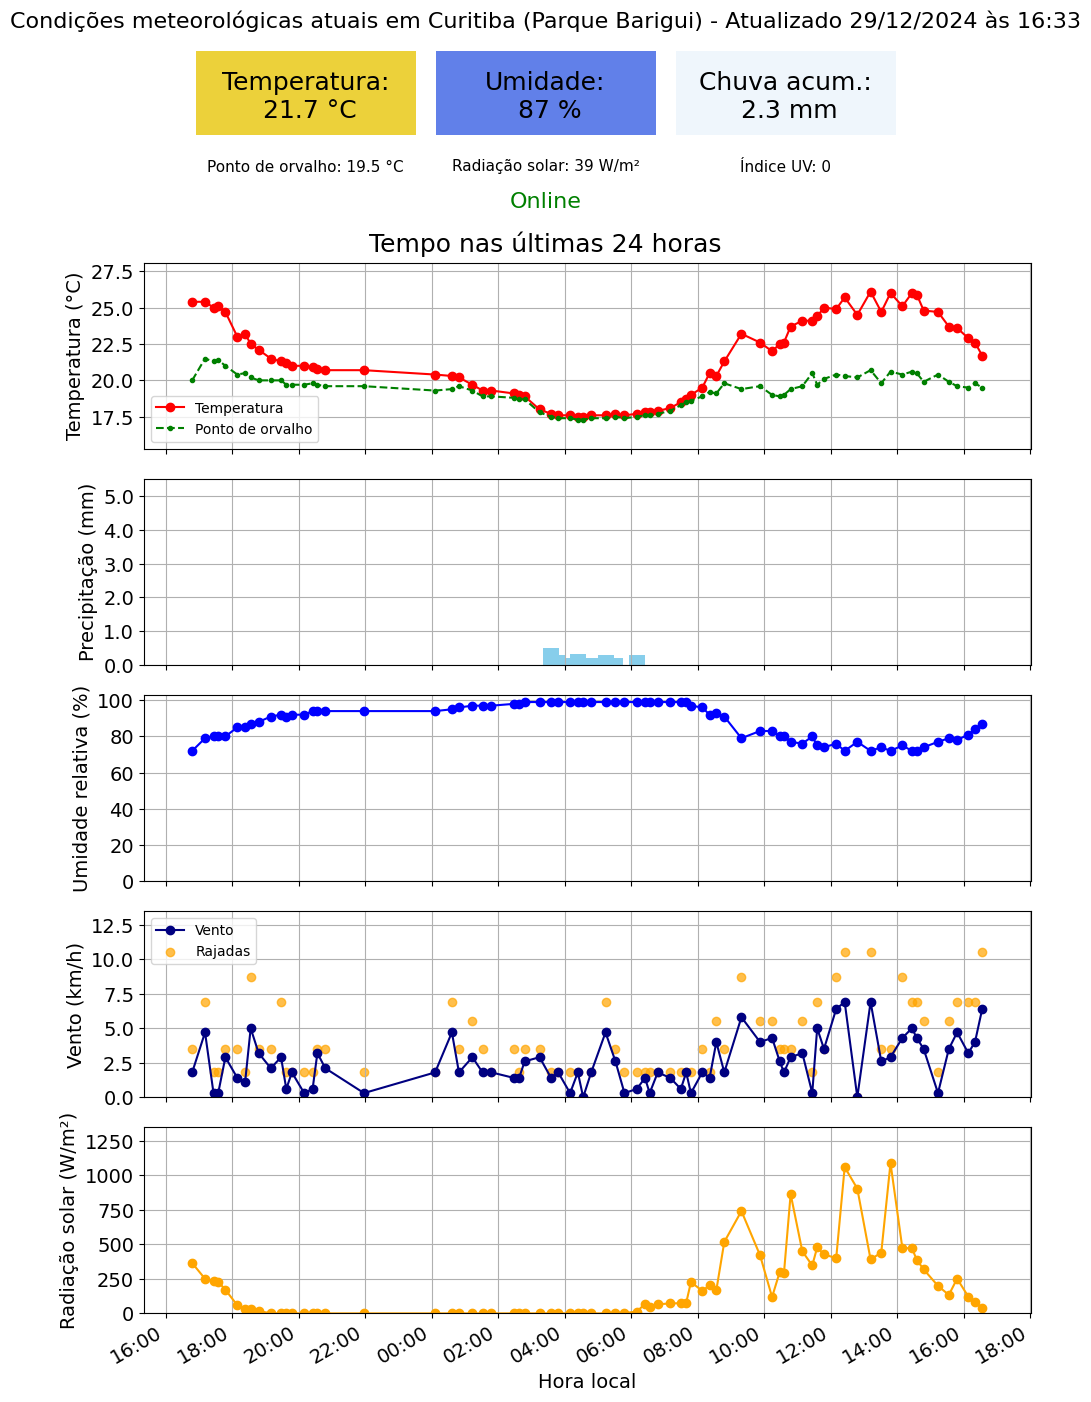 Condições meteorológicas atuais em Curitiba (Parque Barigui) - Atualizado 29/12/2024 às 16:33
Temperatura:
21.7 °C
Umidade:
87 %
Chuva acum.:
2.3 mm
Ponto de orvalho: 19.5 °C
Radiação solar: 39 W/m²
Índice UV: 0
Online
Tempo nas últimas 24 horas
Temperatura (°C)
27.5
25.0
22.5
20.0
17.5
Temperatura
Ponto de orvalho
Precipitação (mm)
5.0
4.0
3.0
2.0
1.0
0.0
Umidade relativa (%)
100
80
60
40
20
0
Vento (km/h)
12.5
10.0
7.5
5.0
2.5
0.0
Vento
Rajadas
Radiação solar (W/m²)
1250
1000
750
500
250
0
16:00
18:00
20:00
22:00
00:00
02:00
04:00
06:00
08:00
10:00
12:00
14:00
16:00
18:00
Hora local